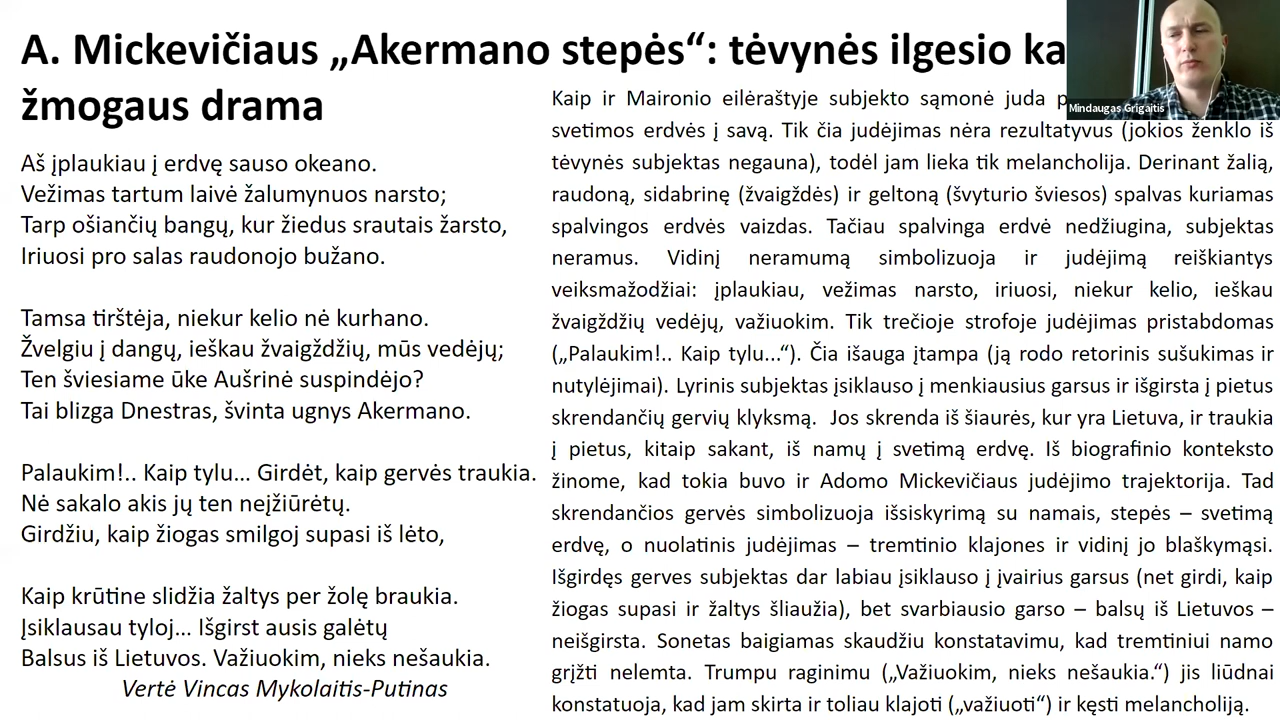 A. Mickevičiaus „Akermano stepės“: tėvynės ilgesio ka
žmogaus drama
Mindaugas Grigaitis
Aš įplaukiau į erdvę sauso okeano.
Vežimas tartum laivė žalumynuos narsto;
Tarp ošiančių bangų, kur žiedus srautais žarsto,
Iriuosi pro salas raudonojo bužano.
Tamsa tirštėja, niekur kelio nė kurhano.
Žvelgiu į dangų, ieškau žvaigždžių, mūs vedėjų;
Ten šviesiame ūke Aušrinė suspindėjo?
Tai blizga Dnestras, švinta ugnys Akermano.
Palaukim!.. Kaip tylu... Girdėt, kaip gervės traukia.
Nė sakalo akis jų ten neįžiūrėtų.
Girdžiu, kaip žiogas smilgoj supasi iš lėto,
Kaip krūtine slidžia žaltys per žolę braukia.
Įsiklausau tyloj... Išgirst ausis galėtų
Balsus iš Lietuvos. Važiuokim, nieks nešaukia.
Vertė Vincas Mykolaitis-Putinas
Kaip ir Maironio eilėraštyje subjekto sąmonė juda
svetimos erdvės į savą. Tik čia judėjimas nėra rezultatyvus (jokios ženklo iš
tėvynės subjektas negauna), todėl jam lieka tik melancholija. Derinant žalią,
raudoną, sidabrinę (žvaigždės) ir geltoną (švyturio šviesos) spalvas kuriamas
spalvingos erdvės vaizdas. Tačiau spalvinga erdvė nedžiugina, subjektas
neramus. Vidinį neramumą simbolizuoja ir judėjimą reiškiantys
veiksmažodžiai: įplaukiau, vežimas narsto, iriuosi, niekur kelio, ieškau
žvaigždžių vedėjų, važiuokim. Tik trečioje strofoje judėjimas pristabdomas
(„Palaukim!.. Kaip tylu...“). Čia išauga įtampa (ją rodo retorinis sušukimas ir
nutylėjimai). Lyrinis subjektas įsiklauso į menkiausius garsus ir išgirsta į pietus
skrendančių gervių klyksmą. Jos skrenda iš šiaurės, kur yra Lietuva, ir traukia
į pietus, kitaip sakant, iš namų į svetimą erdvę. Iš biografinio konteksto
žinome, kad tokia buvo ir Adomo Mickevičiaus judėjimo trajektorija. Tad
skrendančios gervės simbolizuoja išsiskyrimą su namais, stepės – svetimą
erdvę, o nuolatinis judėjimas – tremtinio klajones ir vidinį jo blaškymąsi.
Išgirdęs gerves subjektas dar labiau įsiklauso į įvairius garsus (net girdi, kaip
žiogas supasi ir žaltys šliaužia), bet svarbiausio garso – balsų iš Lietuvos –
neišgirsta. Sonetas baigiamas skaudžiu konstatavimu, kad tremtiniui namo
grįžti nelemta. Trumpu raginimu („Važiuokim, nieks nešaukia.“) jis liūdnai
konstatuoja, kad jam skirta ir toliau klajoti („važiuoti“) ir kęsti melancholiją.